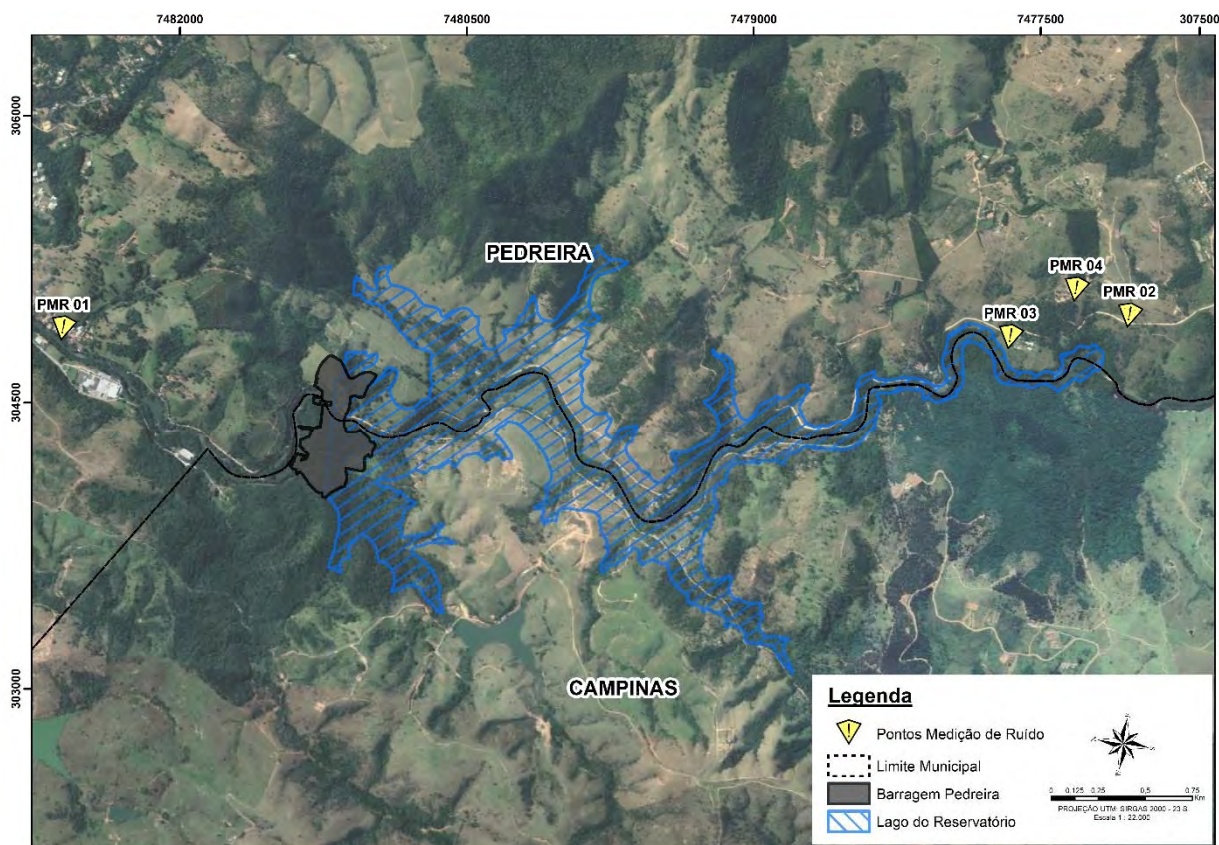 7482000
7480500
7479000
7477500
307500
306000
PEDREIRA
PMR 04
PMR 01
PMR 02
PMR 03
304500
303000
CAMPINAS
Legenda
Pontos Medição de Ruído
Limite Municipal
Barragem Pedreira
Lago do Reservatório
0 0.125 0.25 0,5 0.75
Km
PROJEÇÃO UTM: SIRGAS 2000 - 23 S
Escala 1 : 22.000